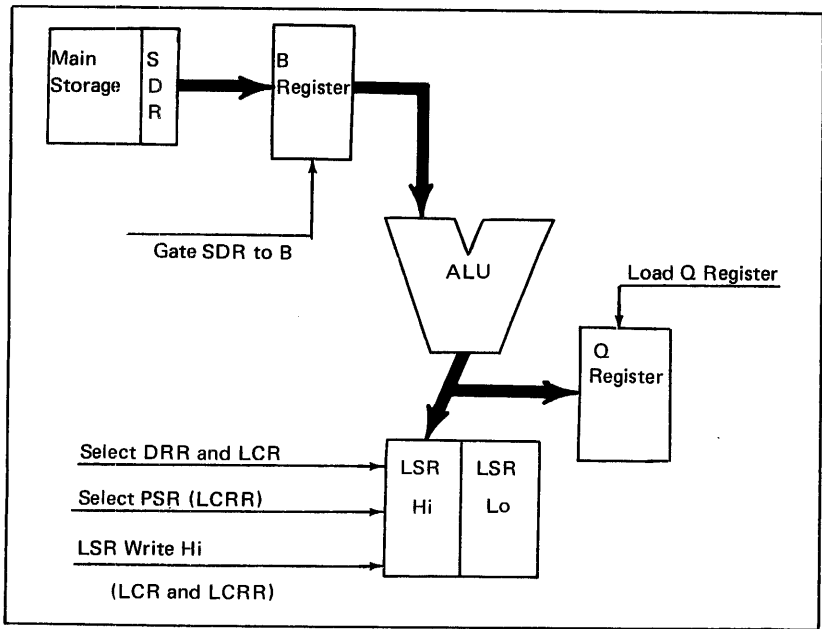 Main
Storage
S
D
R
B
Register
Gate SDR to B
ALU
Load Q Register
Q
Register
Select DRR and LCR
Select PSR (LCRR)
LSR Write Hi
(LCR and LCRR)
LSR
Hi
LSR
Lo